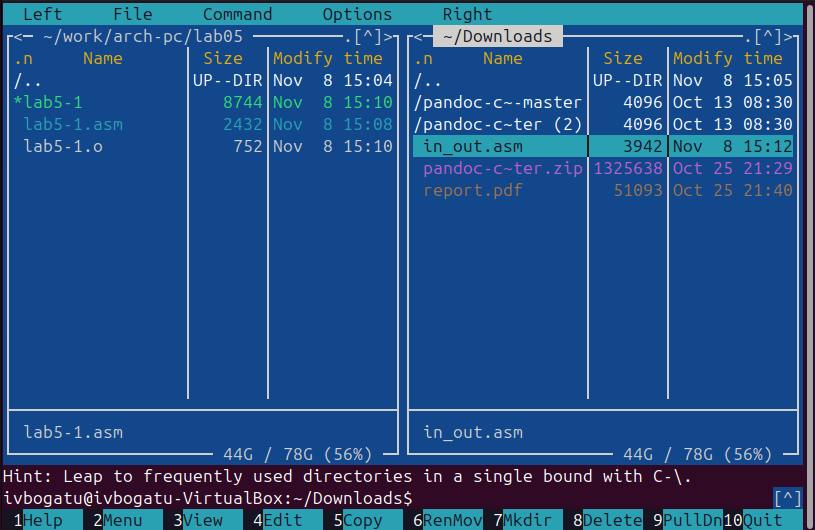 Left File Command Options Right
<─ ~/work/arch-pc/lab05 ─.[^]> <─ ~/Downloads ─.[^]>
.n Name Size Modify time .n Name Size Modify time
/.. UP--DIR Nov 8 15:04 /.. UP--DIR Nov 8 15:05
*lab5-1 8744 Nov 8 15:10 /pandoc-c~-master 4096 Oct 13 08:30
lab5-1.asm 2432 Nov 8 15:08 /pandoc-c~ter (2) 4096 Oct 13 08:30
lab5-1.o 752 Nov 8 15:10 in_out.asm 3942 Nov 8 15:12
pandoc-c~ter.zip 1325638 Oct 25 21:29
report.pdf 51093 Oct 25 21:40
lab5-1.asm in_out.asm
44G / 78G (56%) 44G / 78G (56%)
Hint: Leap to frequently used directories in a single bound with C-\.
ivbogatu@ivbogatu-VirtualBox:~/Downloads$ [^]
1Help 2Menu 3View 4Edit 5Copy 6RenMov 7Mkdir 8Delete 9PullDn 10Quit